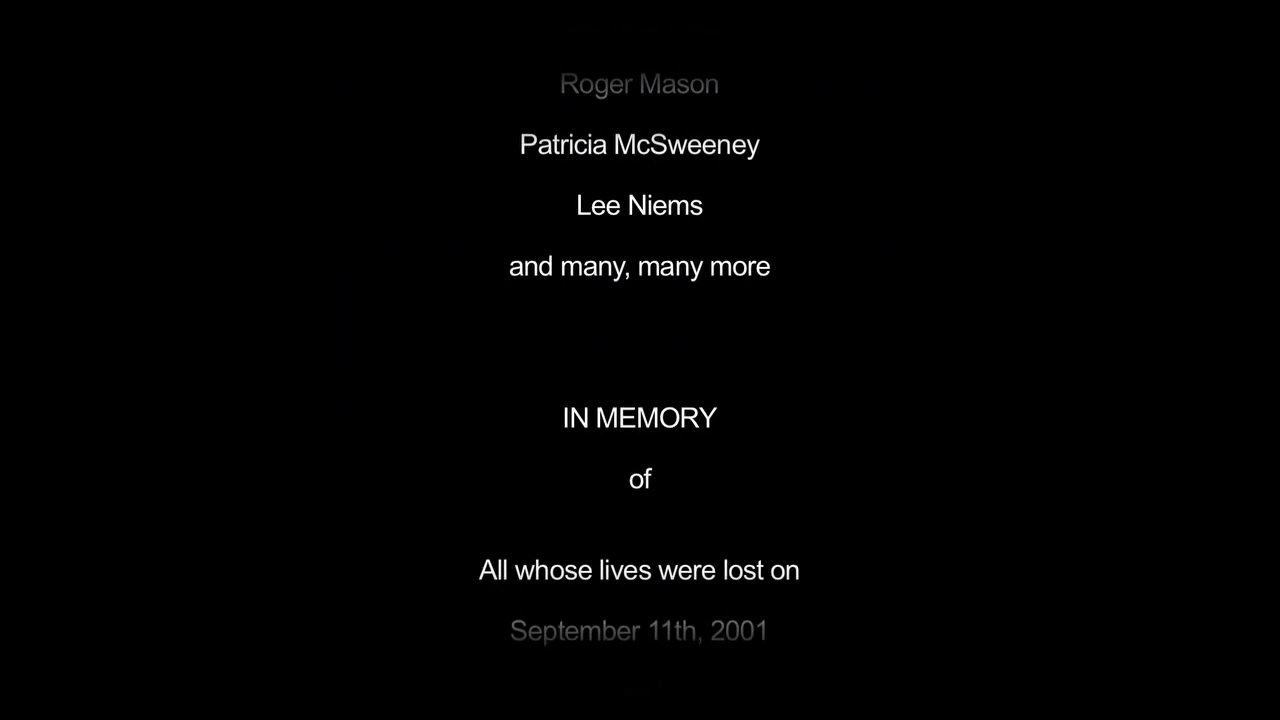 Roger Mason
Patricia McSweeney
Lee Niems
and many, many more
IN MEMORY
of
All whose lives were lost on
September 11th, 2001